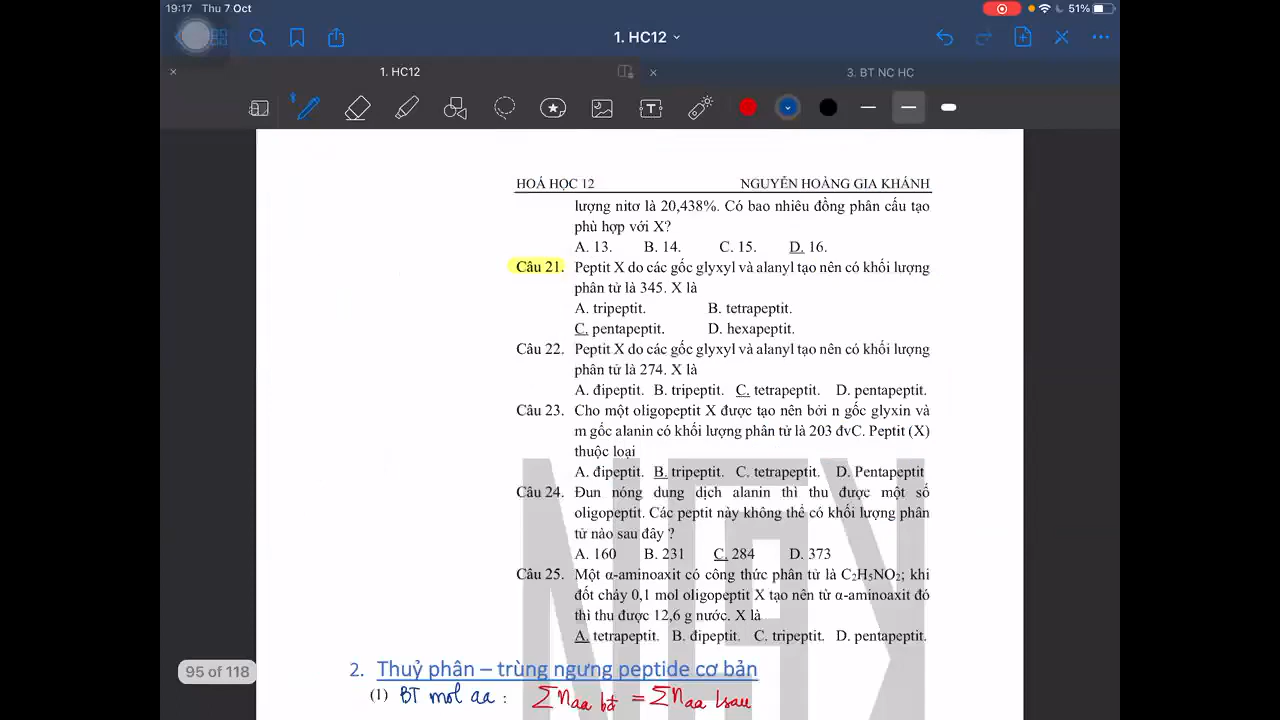 19:17 Thu 7 Oct
51%
1. HC12
1. HC12
3. BT NC HC
HOÁ HỌC 12 NGUYỄN HOÀNG GIA KHÁNH
lượng nitơ là 20,438%. Có bao nhiêu đồng phân cấu tạo
phù hợp với X?
A. 13. B. 14. C. 15. D. 16.
Câu 21. Peptit X do các gốc glyxyl và alanyl tạo nên có khối lượng
phân tử là 345. X là
A. tripeptit. B. tetrapeptit.
C. pentapeptit. D. hexapeptit.
Câu 22. Peptit X do các gốc glyxyl và alanyl tạo nên có khối lượng
phân tử là 274. X là
A. đipeptit. B. tripeptit. C. tetrapeptit. D. pentapeptit.
Câu 23. Cho một oligopeptit X được tạo nên bởi n gốc glyxin và
m gốc alanin có khối lượng phân tử là 203 đvC. Peptit (X)
thuộc loại
A. đipeptit. B. tripeptit. C. tetrapeptit. D. Pentapeptit
Câu 24. Đun nóng dung dịch alanin thì thu được một số
oligopeptit. Các peptit này không thể có khối lượng phân
tử nào sau đây ?
A. 160 B. 231 C. 284 D. 373
Câu 25. Một α-aminoaxit có công thức phân tử là C₂H₅NO₂; khi
đốt cháy 0,1 mol oligopeptit X tạo nên từ α-aminoaxit đó
thì thu được 12,6 g nước. X là
A. tetrapeptit. B. đipeptit. C. tripeptit. D. pentapeptit.
2. Thuỷ phân – trùng ngưng peptide cơ bản
(1) BT mol aa : Σn aa bđ = Σn aa lsau
95 of 118
NGK